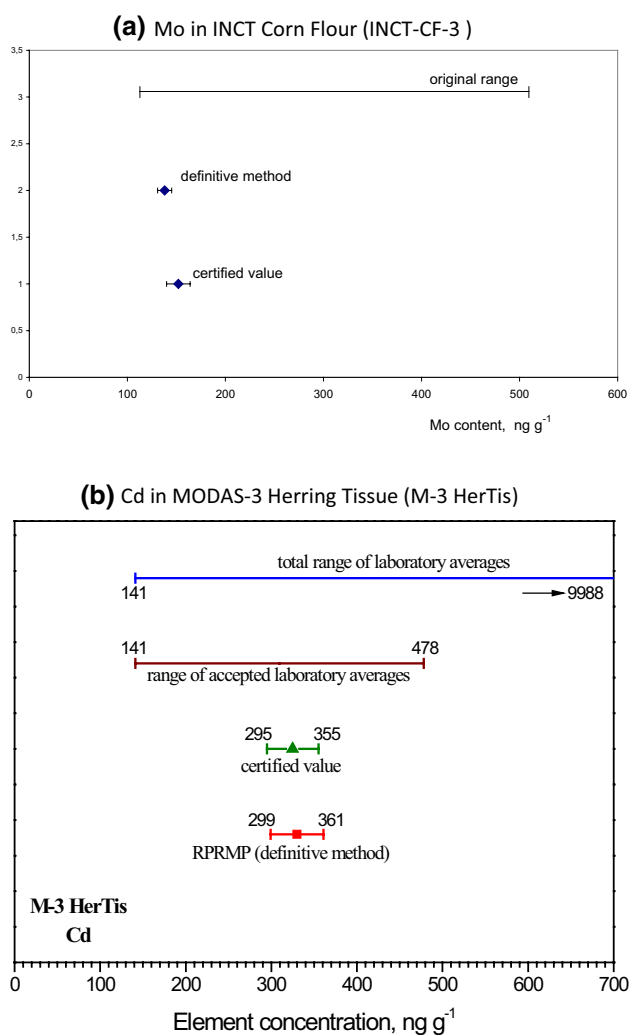 (a) Mo in INCT Corn Flour (INCT-CF-3 )
3,5
original range
3
2,5
definitive method
2
1,5
certified value
1
0,5
0
0 100 200 300 400 500 600
Mo content, ng g-1
(b) Cd in MODAS-3 Herring Tissue (M-3 HerTis)
total range of laboratory averages
141 9988
141 478
range of accepted laboratory averages
295 355
certified value
299 361
RPRMP (definitive method)
M-3 HerTis
Cd
0 100 200 300 400 500 600 700
Element concentration, ng g-1